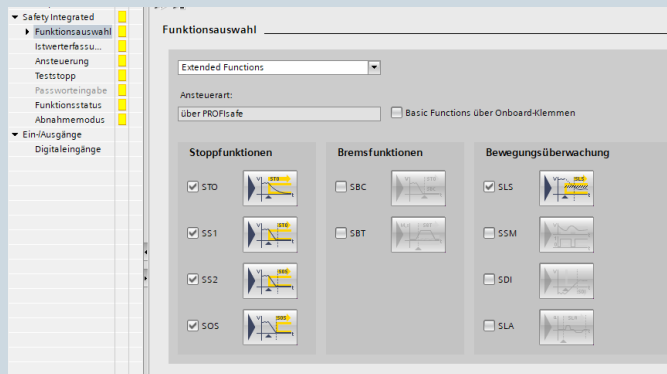 Safety Integrated
Funktionsauswahl
Istwerterfassu...
Ansteuerung
Teststopp
Passworteingabe
Funktionsstatus
Abnahmemodus
Ein-/Ausgänge
Digitaleingänge
Funktionsauswahl
Extended Functions
Ansteuerart:
über PROFIsafe
Basic Functions über Onboard-Klemmen
Stoppfunktionen
STO
STO
SS1
STO
SS2
SOS
SOS
SOS
Bremsfunktionen
SBC
STO
SBC
SBT
SBT
Bewegungsüberwachung
SLS
SLS
SSM
SDI
SLA
SLA